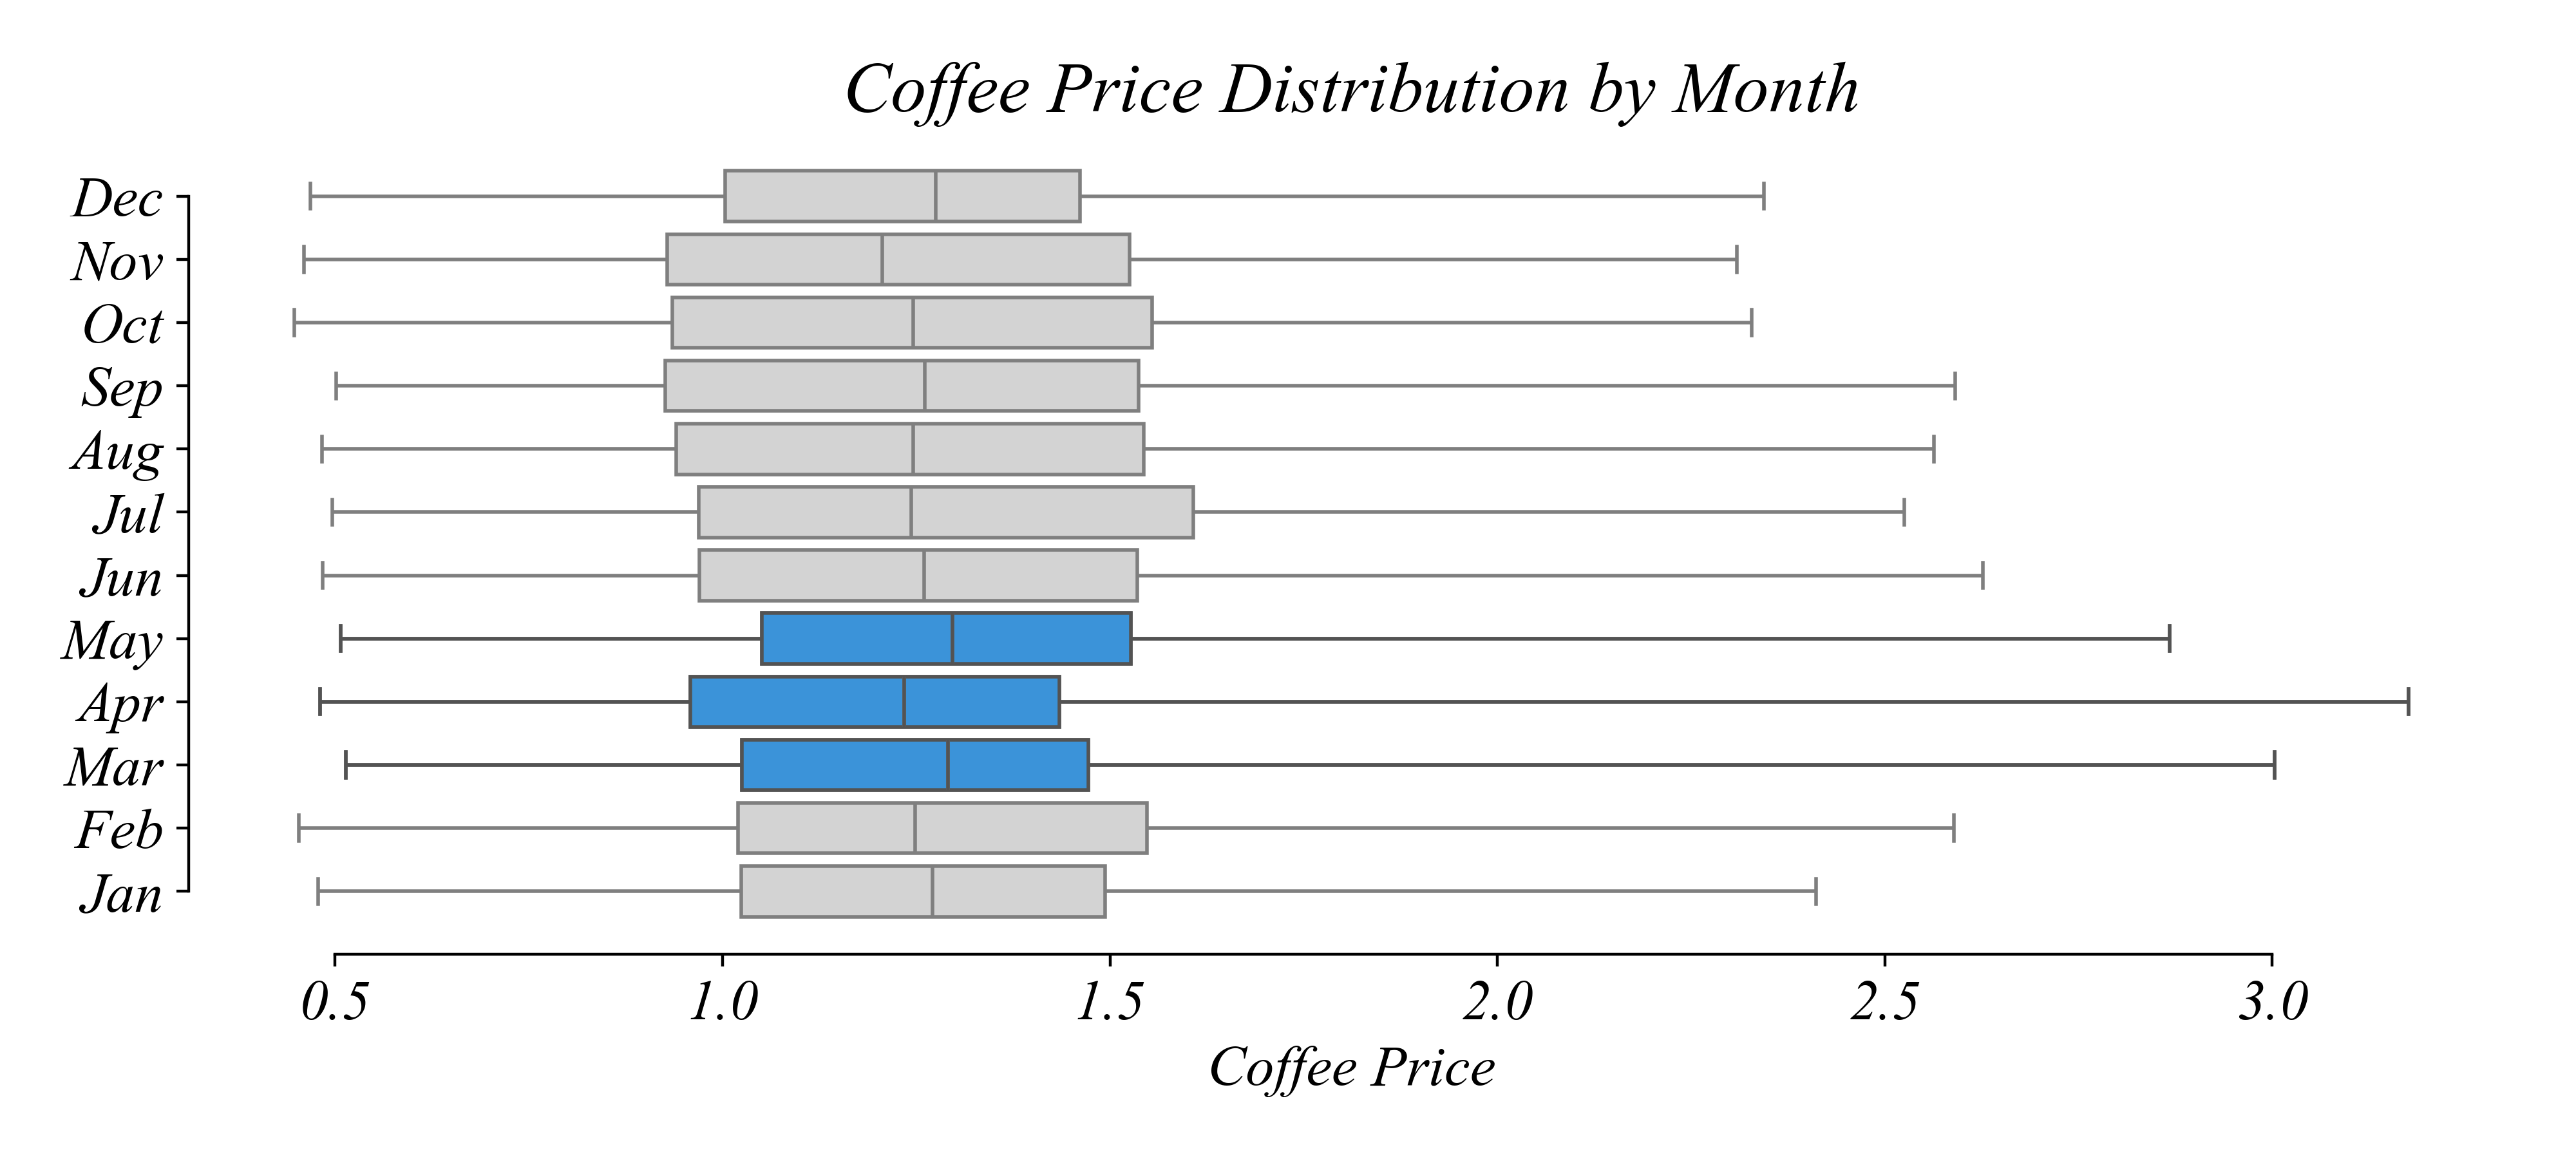 Coffee Price Distribution by Month
Dec
Nov
Oct
Sep
Aug
Jul
Jun
May
Apr
Mar
Feb
Jan
0.5 1.0 1.5 2.0 2.5 3.0
Coffee Price